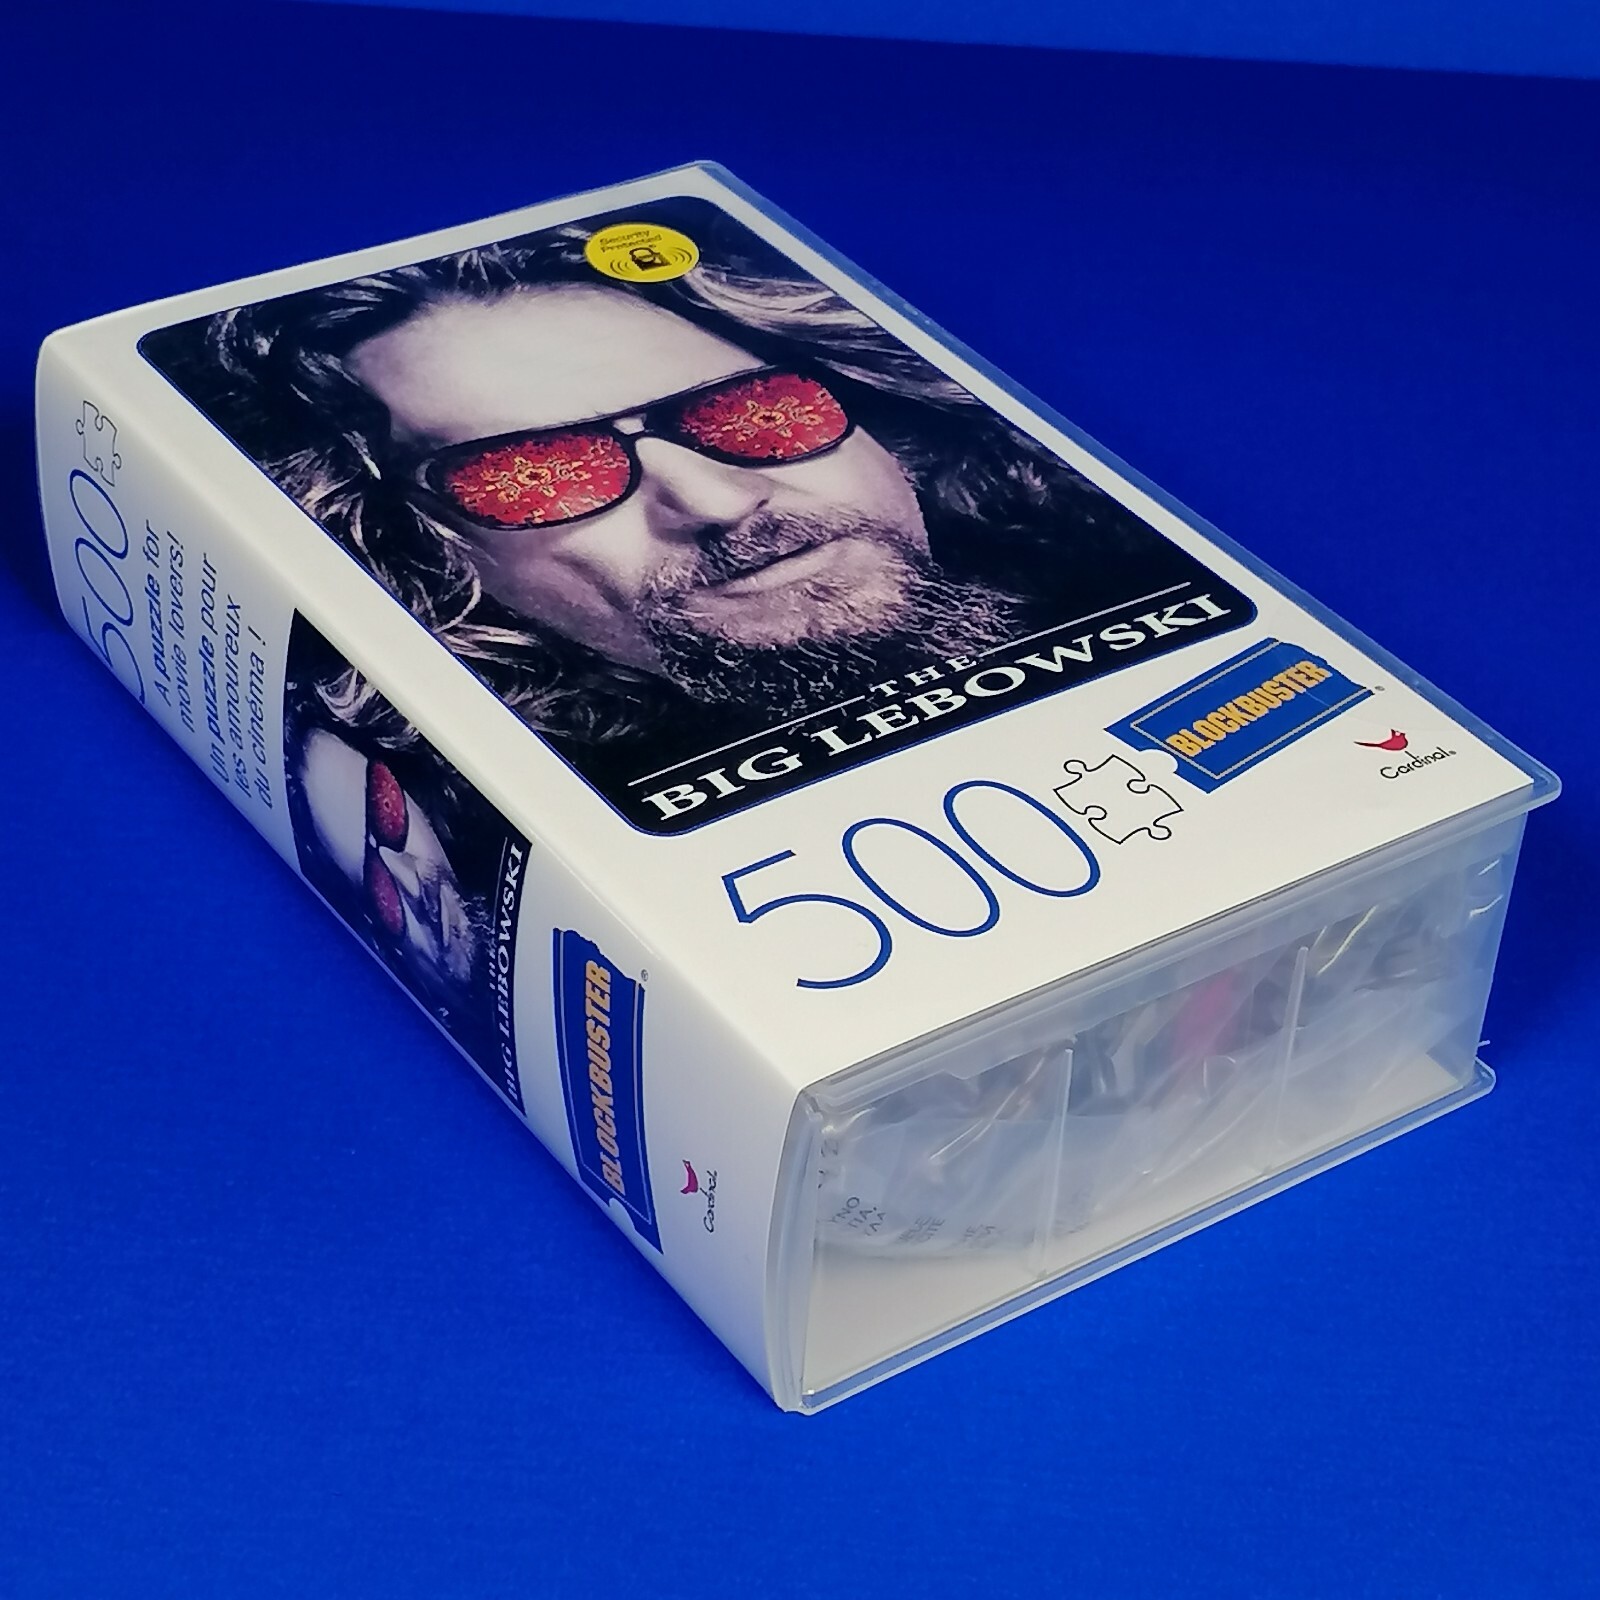 Security
Protected
THE
BIG LEBOWSKI
500
BLOCKBUSTER®
Cardinal®
500
A puzzle for
movie lovers!
Un puzzle pour
les amoureux
du cinéma !
THE
BIG LEBOWSKI
BLOCKBUSTER®
Cardinal